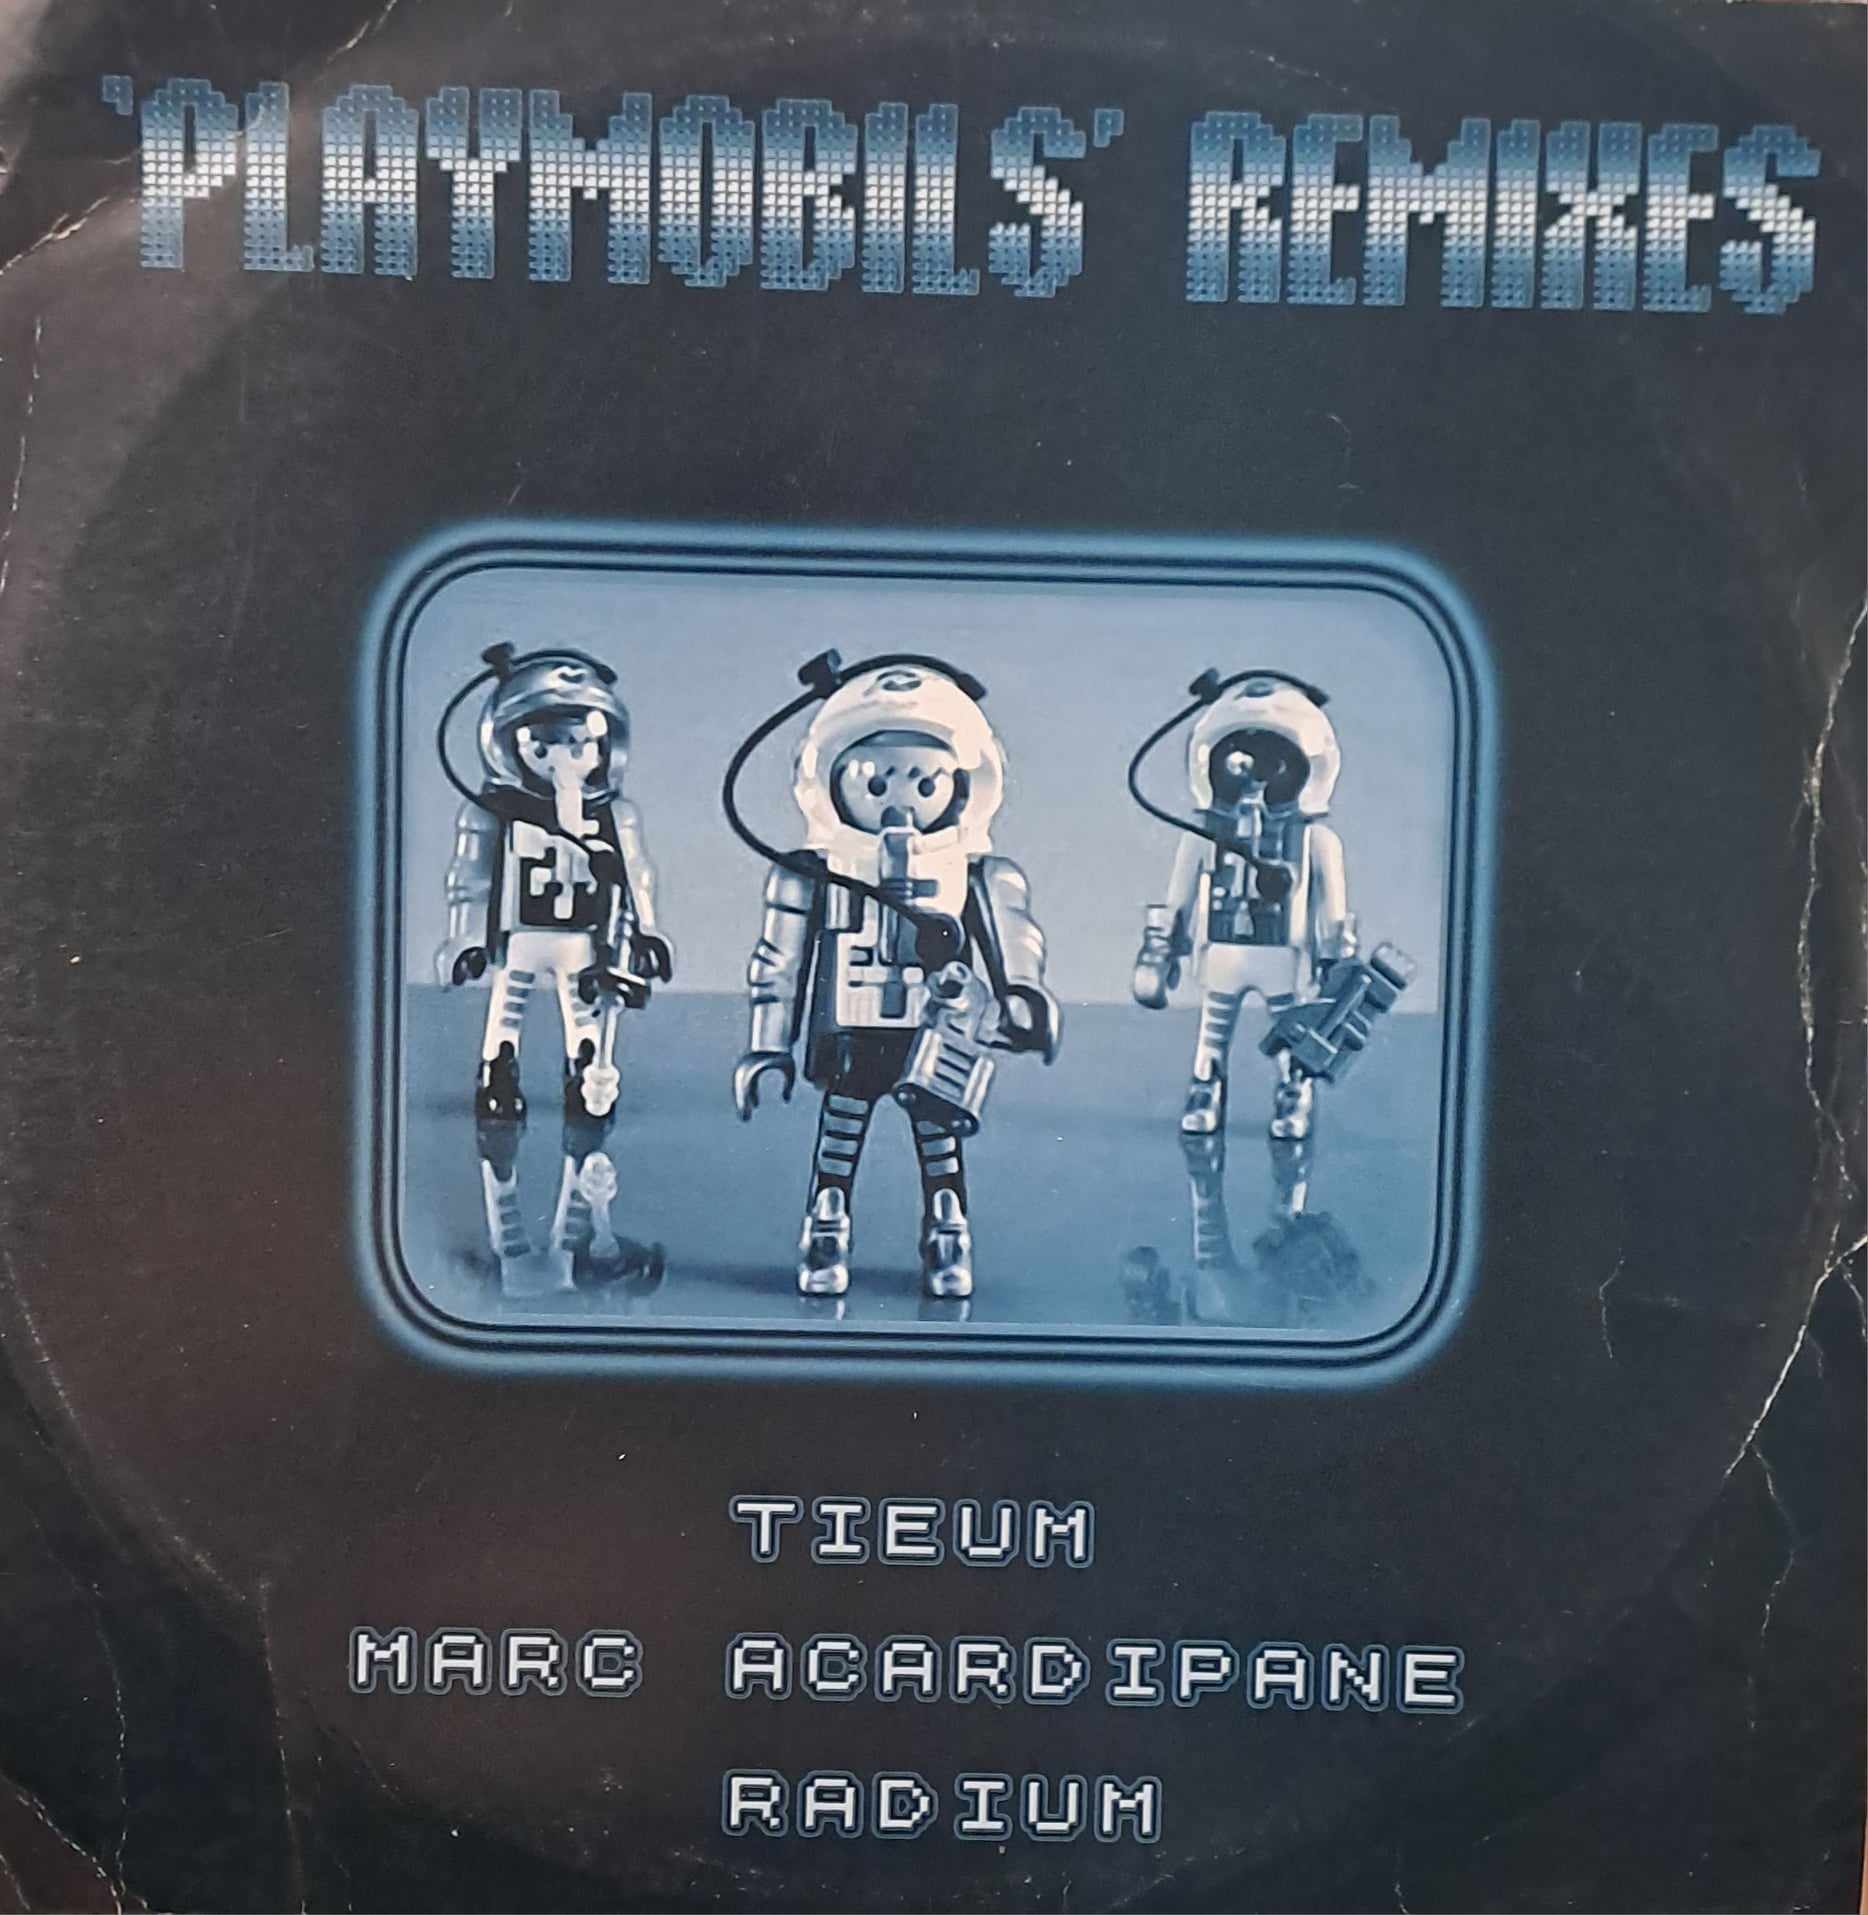 'PLAYMOBILS' REMIXES
TIEUM
MARC ACARDIPANE
RADIUM